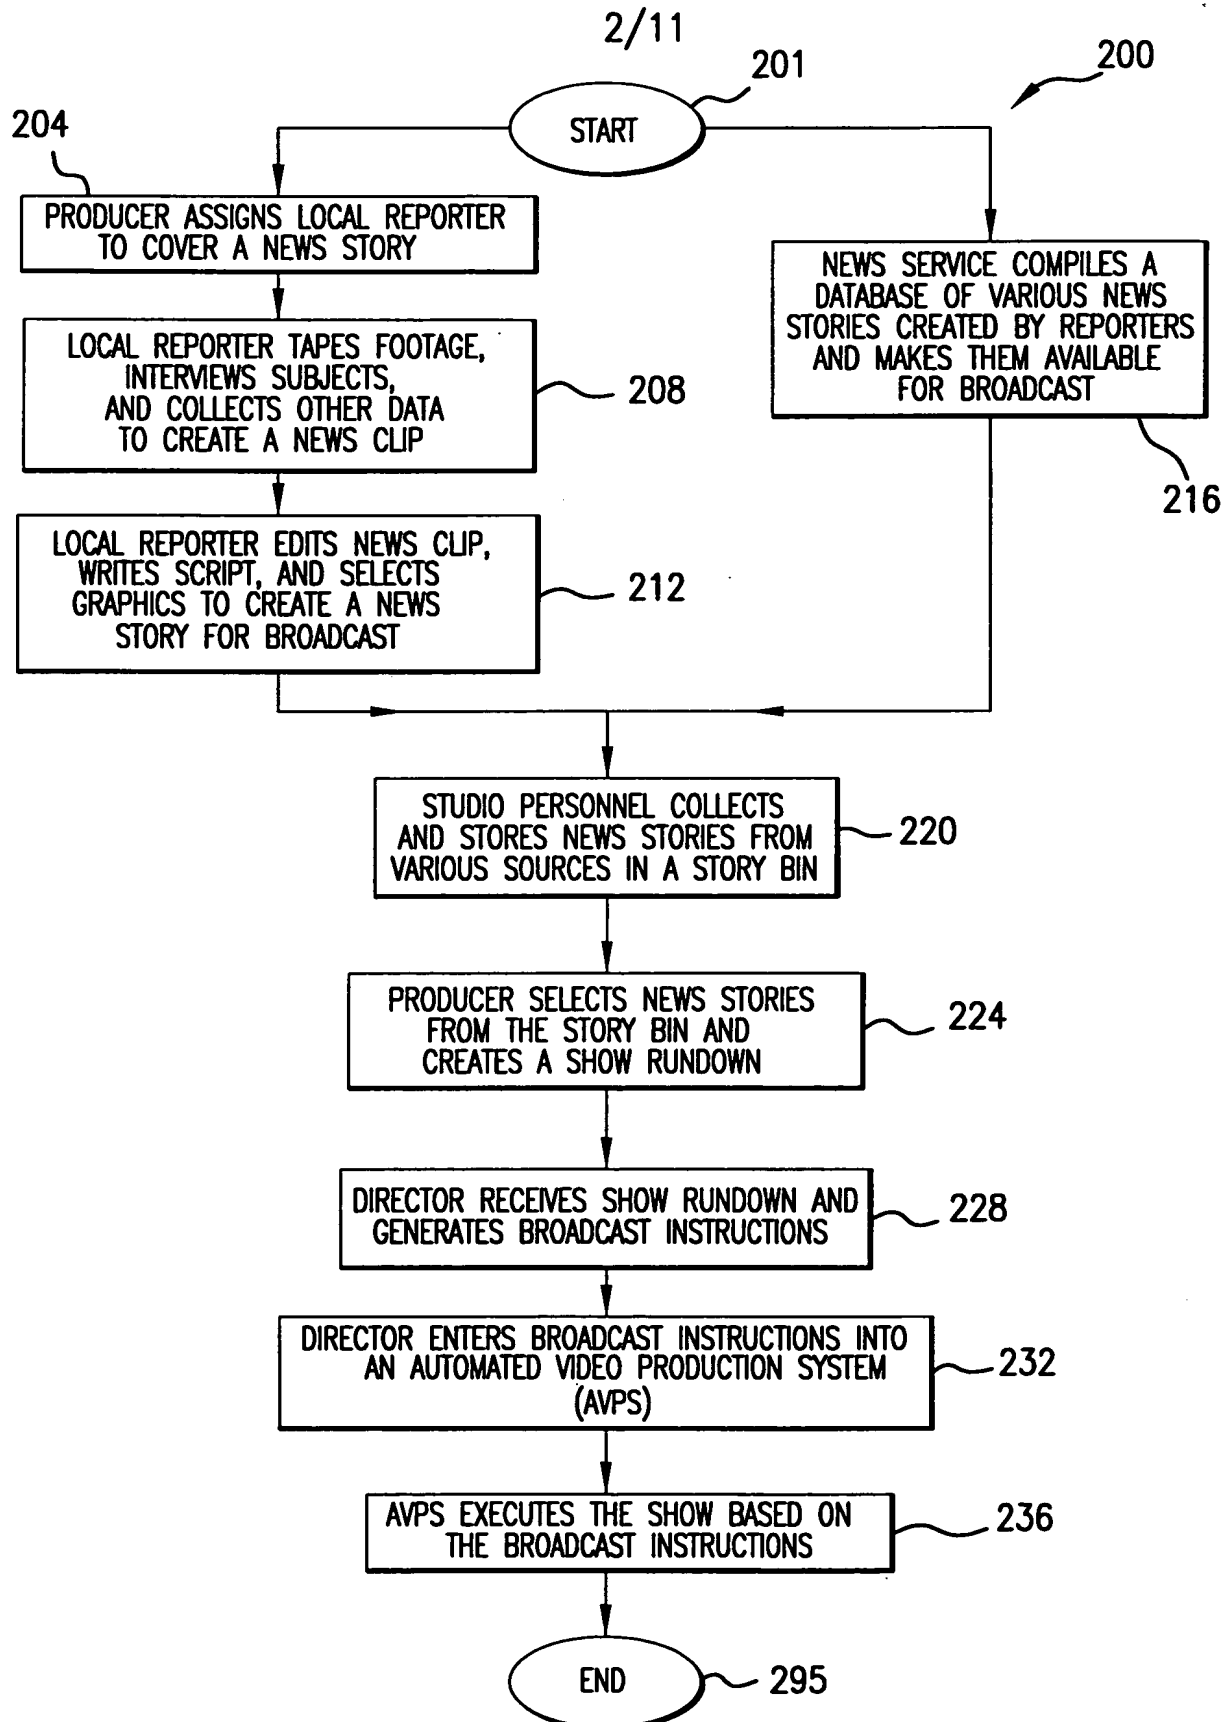 2/11
201
200
START
204
PRODUCER ASSIGNS LOCAL REPORTER
TO COVER A NEWS STORY
LOCAL REPORTER TAPES FOOTAGE,
INTERVIEWS SUBJECTS,
AND COLLECTS OTHER DATA
TO CREATE A NEWS CLIP
208
LOCAL REPORTER EDITS NEWS CLIP,
WRITES SCRIPT, AND SELECTS
GRAPHICS TO CREATE A NEWS
STORY FOR BROADCAST
212
NEWS SERVICE COMPILES A
DATABASE OF VARIOUS NEWS
STORIES CREATED BY REPORTERS
AND MAKES THEM AVAILABLE
FOR BROADCAST
216
STUDIO PERSONNEL COLLECTS
AND STORES NEWS STORIES FROM
VARIOUS SOURCES IN A STORY BIN
220
PRODUCER SELECTS NEWS STORIES
FROM THE STORY BIN AND
CREATES A SHOW RUNDOWN
224
DIRECTOR RECEIVES SHOW RUNDOWN AND
GENERATES BROADCAST INSTRUCTIONS
228
DIRECTOR ENTERS BROADCAST INSTRUCTIONS INTO
AN AUTOMATED VIDEO PRODUCTION SYSTEM
(AVPS)
232
AVPS EXECUTES THE SHOW BASED ON
THE BROADCAST INSTRUCTIONS
236
END
295